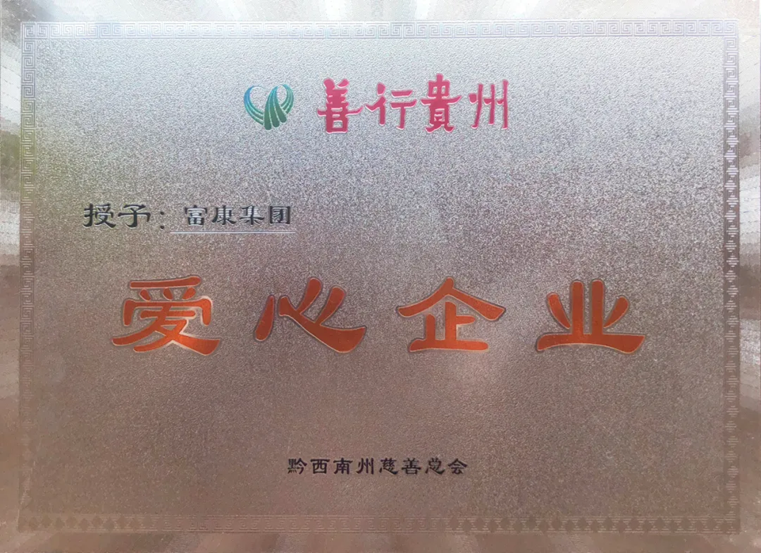 善行貴州
授予：富康集团
爱心企业
黔西南州慈善总会